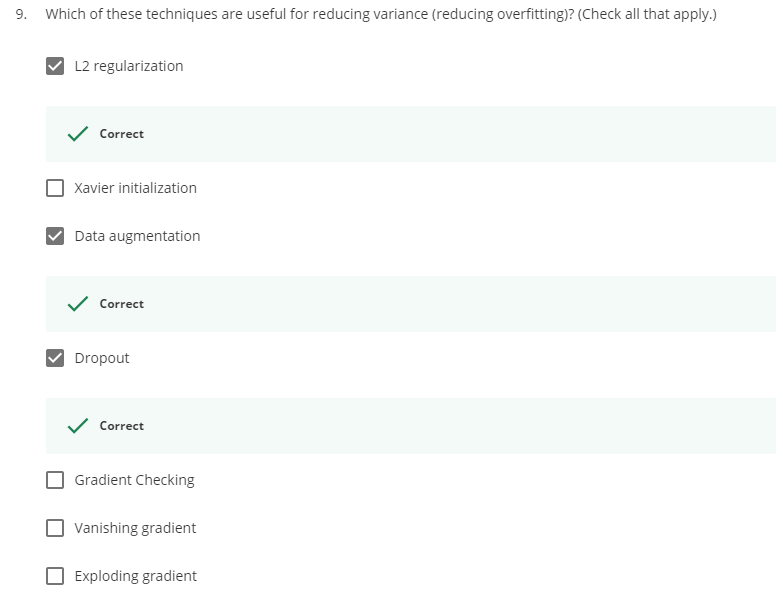 9. Which of these techniques are useful for reducing variance (reducing overfitting)? (Check all that apply.)
L2 regularization
Correct
Xavier initialization
Data augmentation
Correct
Dropout
Correct
Gradient Checking
Vanishing gradient
Exploding gradient